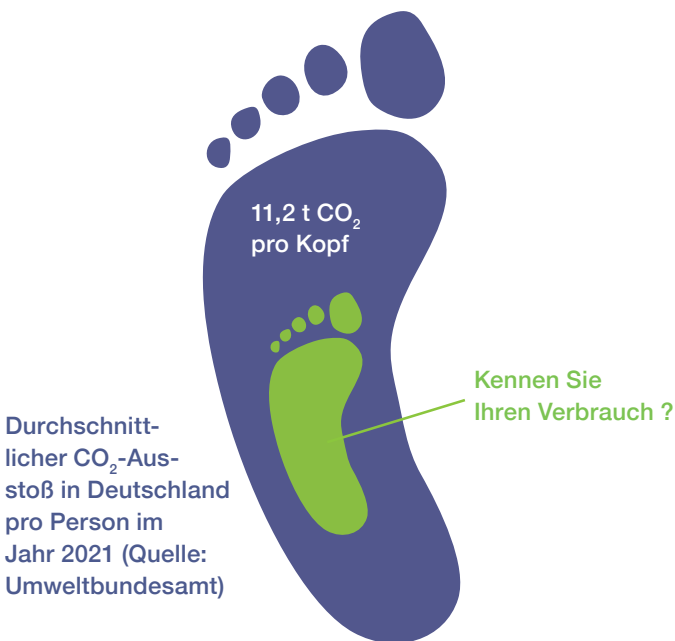 11,2 t CO₂
pro Kopf
Kennen Sie
Ihren Verbrauch ?
Durchschnitt-
licher CO₂-Aus-
stoß in Deutschland
pro Person im
Jahr 2021 (Quelle:
Umweltbundesamt)